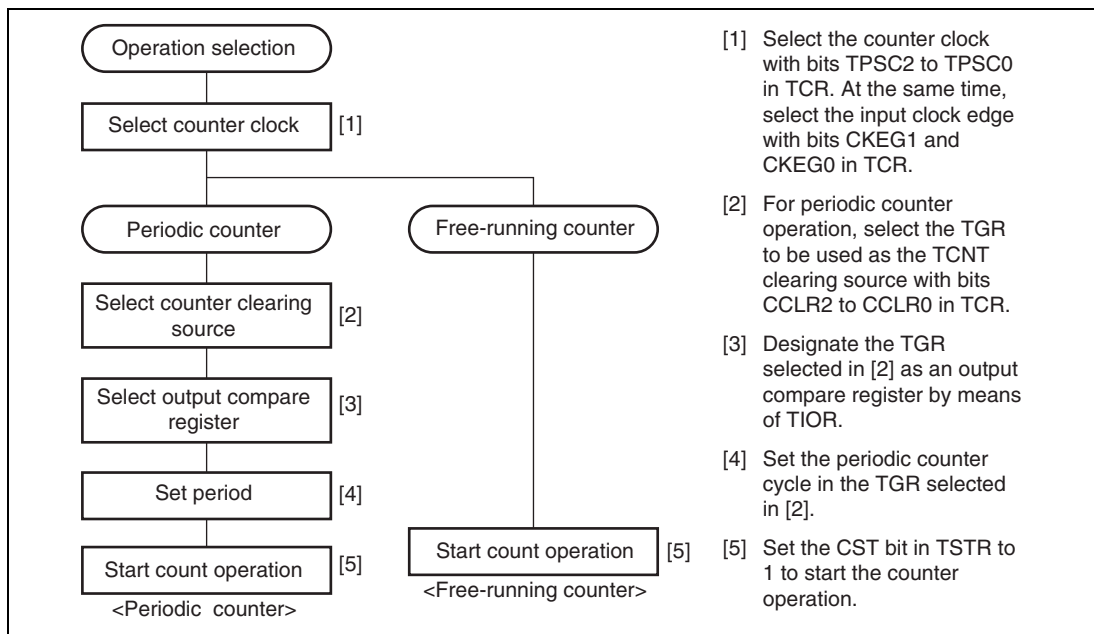 Operation selection
Select counter clock
[1]
Periodic counter
Free-running counter
Select counter clearing
source
[2]
Select output compare
register
[3]
Set period
[4]
Start count operation
[5]
<Periodic counter>
Start count operation
[5]
<Free-running counter>
[1] Select the counter clock
with bits TPSC2 to TPSC0
in TCR. At the same time,
select the input clock edge
with bits CKEG1 and
CKEG0 in TCR.
[2] For periodic counter
operation, select the TGR
to be used as the TCNT
clearing source with bits
CCLR2 to CCLR0 in TCR.
[3] Designate the TGR
selected in [2] as an output
compare register by means
of TIOR.
[4] Set the periodic counter
cycle in the TGR selected
in [2].
[5] Set the CST bit in TSTR to
1 to start the counter
operation.